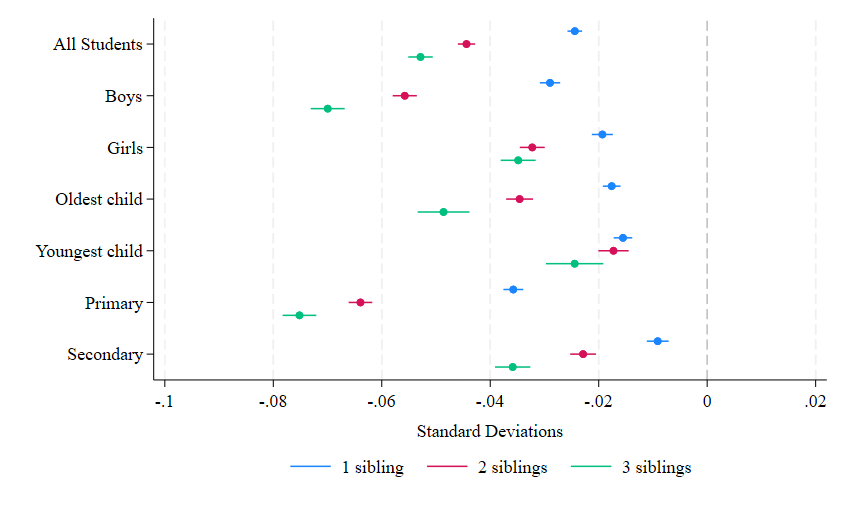 All Students
Boys
Girls
Oldest child
Youngest child
Primary
Secondary
-.1 -.08 -.06 -.04 -.02 0 .02
Standard Deviations
1 sibling 2 siblings 3 siblings